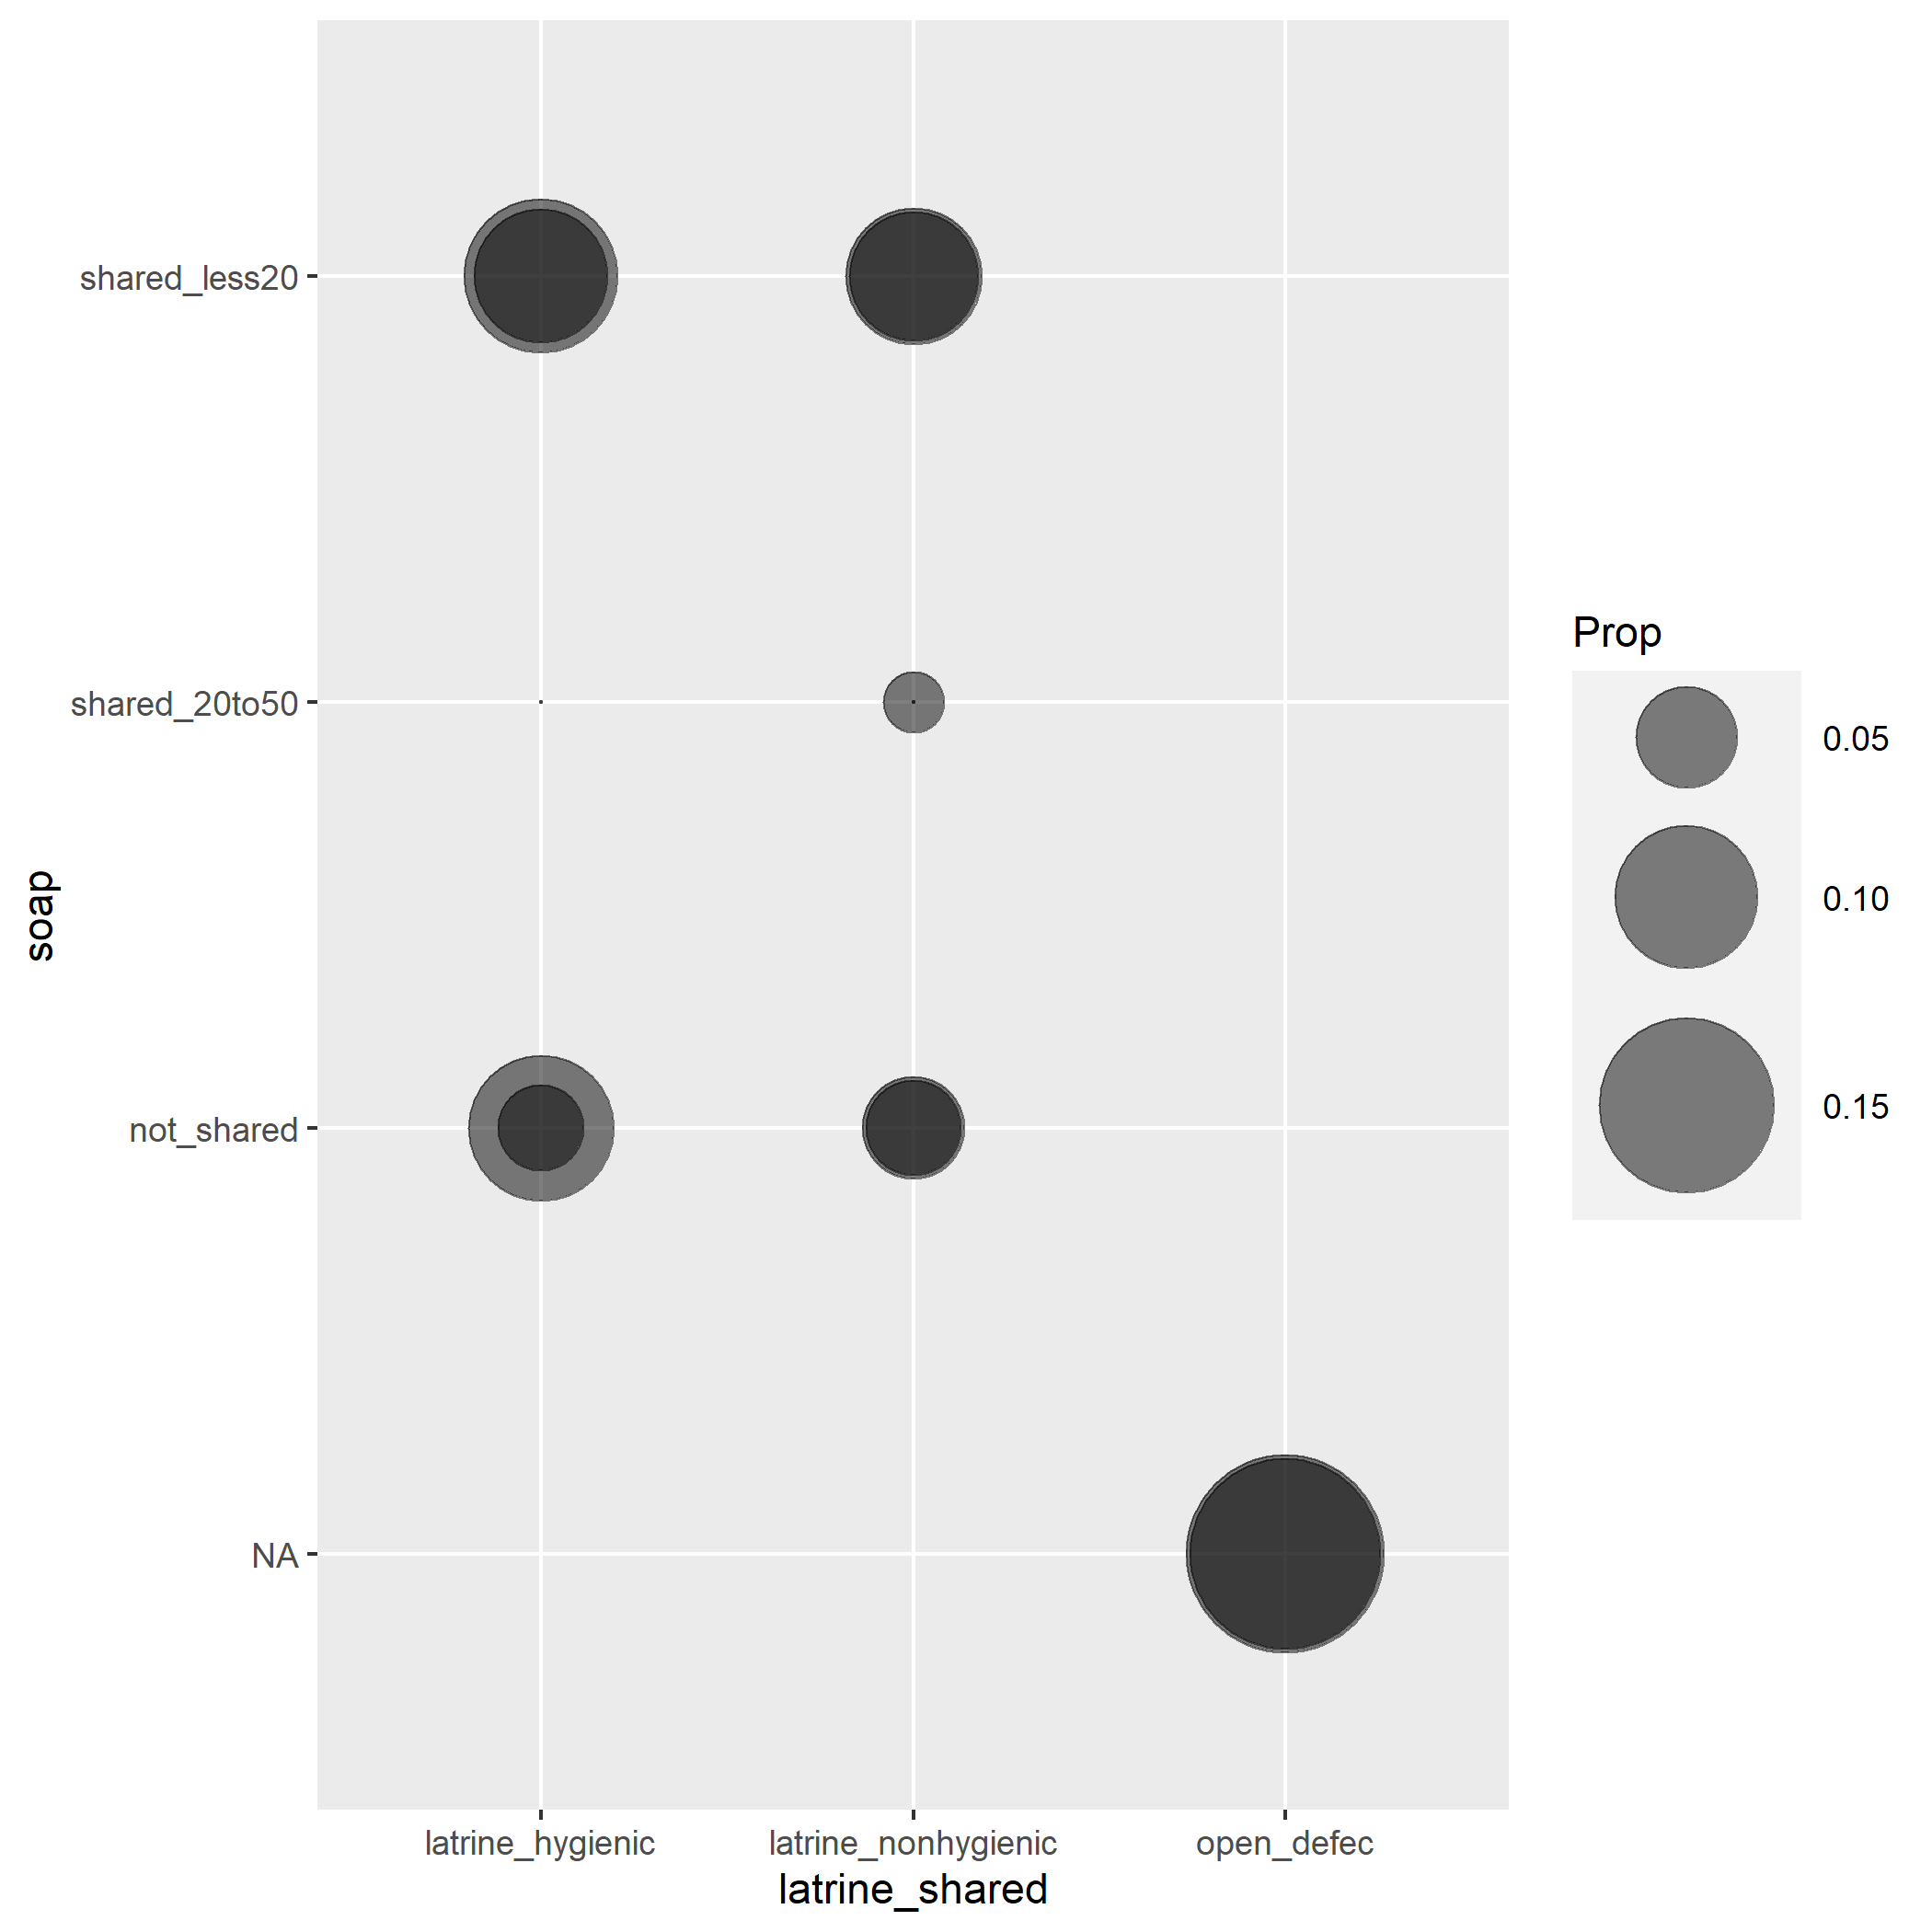 shared_less20
shared_20to50
not_shared
NA
soap
latrine_hygienic
latrine_nonhygienic
open_defec
latrine_shared
Prop
0.05
0.10
0.15